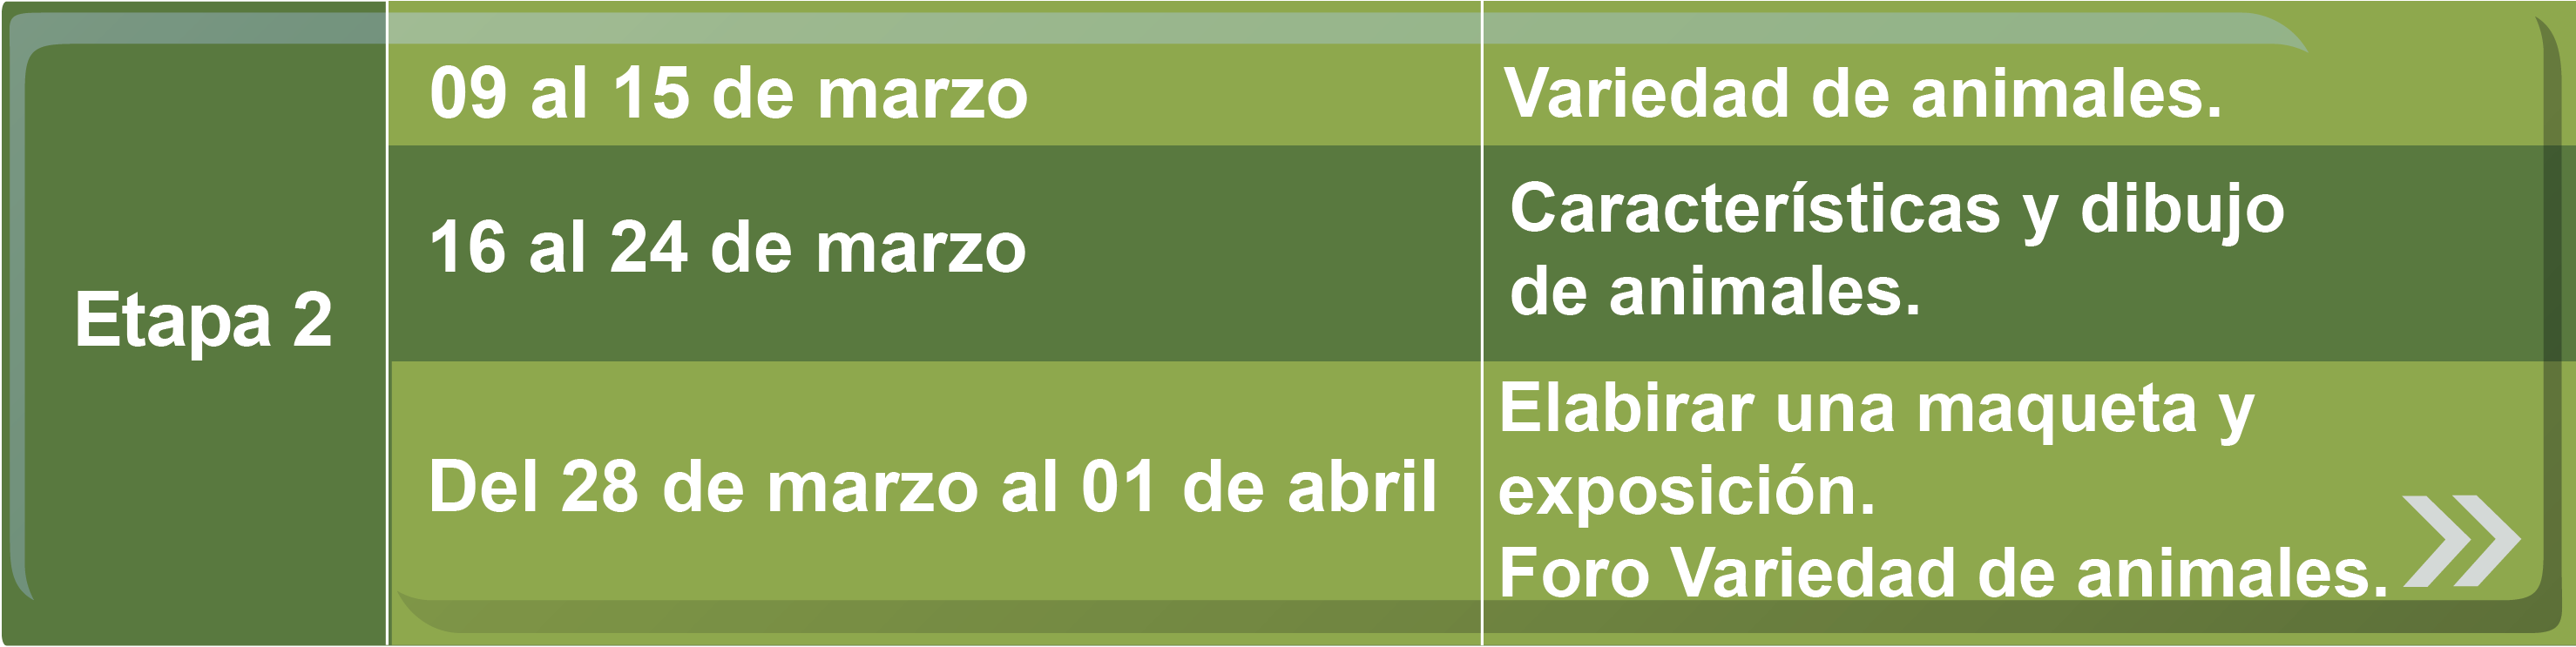 Etapa 2
09 al 15 de marzo
Variedad de animales.
16 al 24 de marzo
Características y dibujo
de animales.
Del 28 de marzo al 01 de abril
Elabirar una maqueta y
exposición.
Foro Variedad de animales.